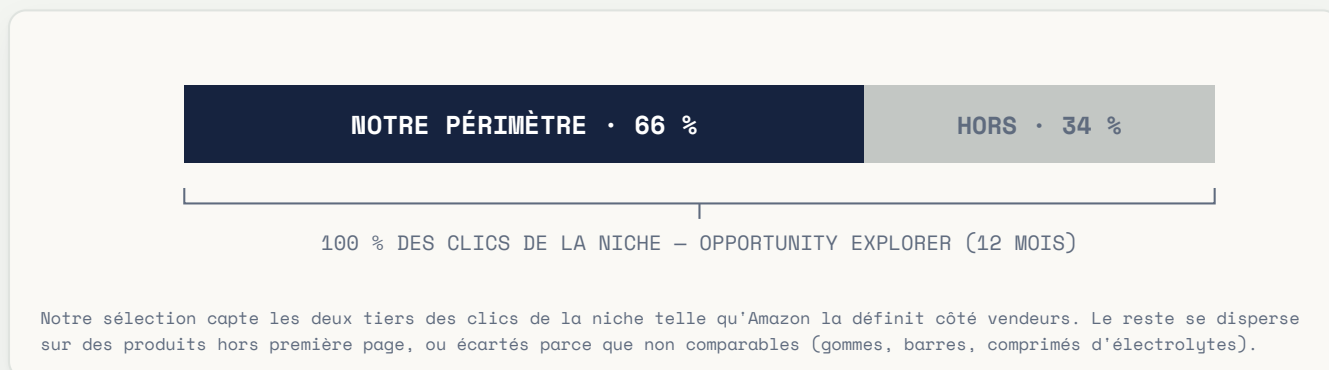 NOTRE PÉRIMÈTRE · 66 %
HORS · 34 %
100 % DES CLICS DE LA NICHE — OPPORTUNITY EXPLORER (12 MOIS)
Notre sélection capte les deux tiers des clics de la niche telle qu'Amazon la définit côté vendeurs. Le reste se disperse
sur des produits hors première page, ou écartés parce que non comparables (gommes, barres, comprimés d'électrolytes).